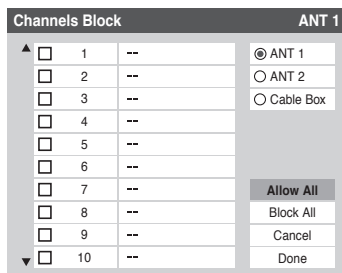 Channels Block ANT 1
1 -- ANT 1
2 -- ANT 2
3 -- Cable Box
4 --
5 --
6 --
7 -- Allow All
8 -- Block All
9 -- Cancel
10 -- Done